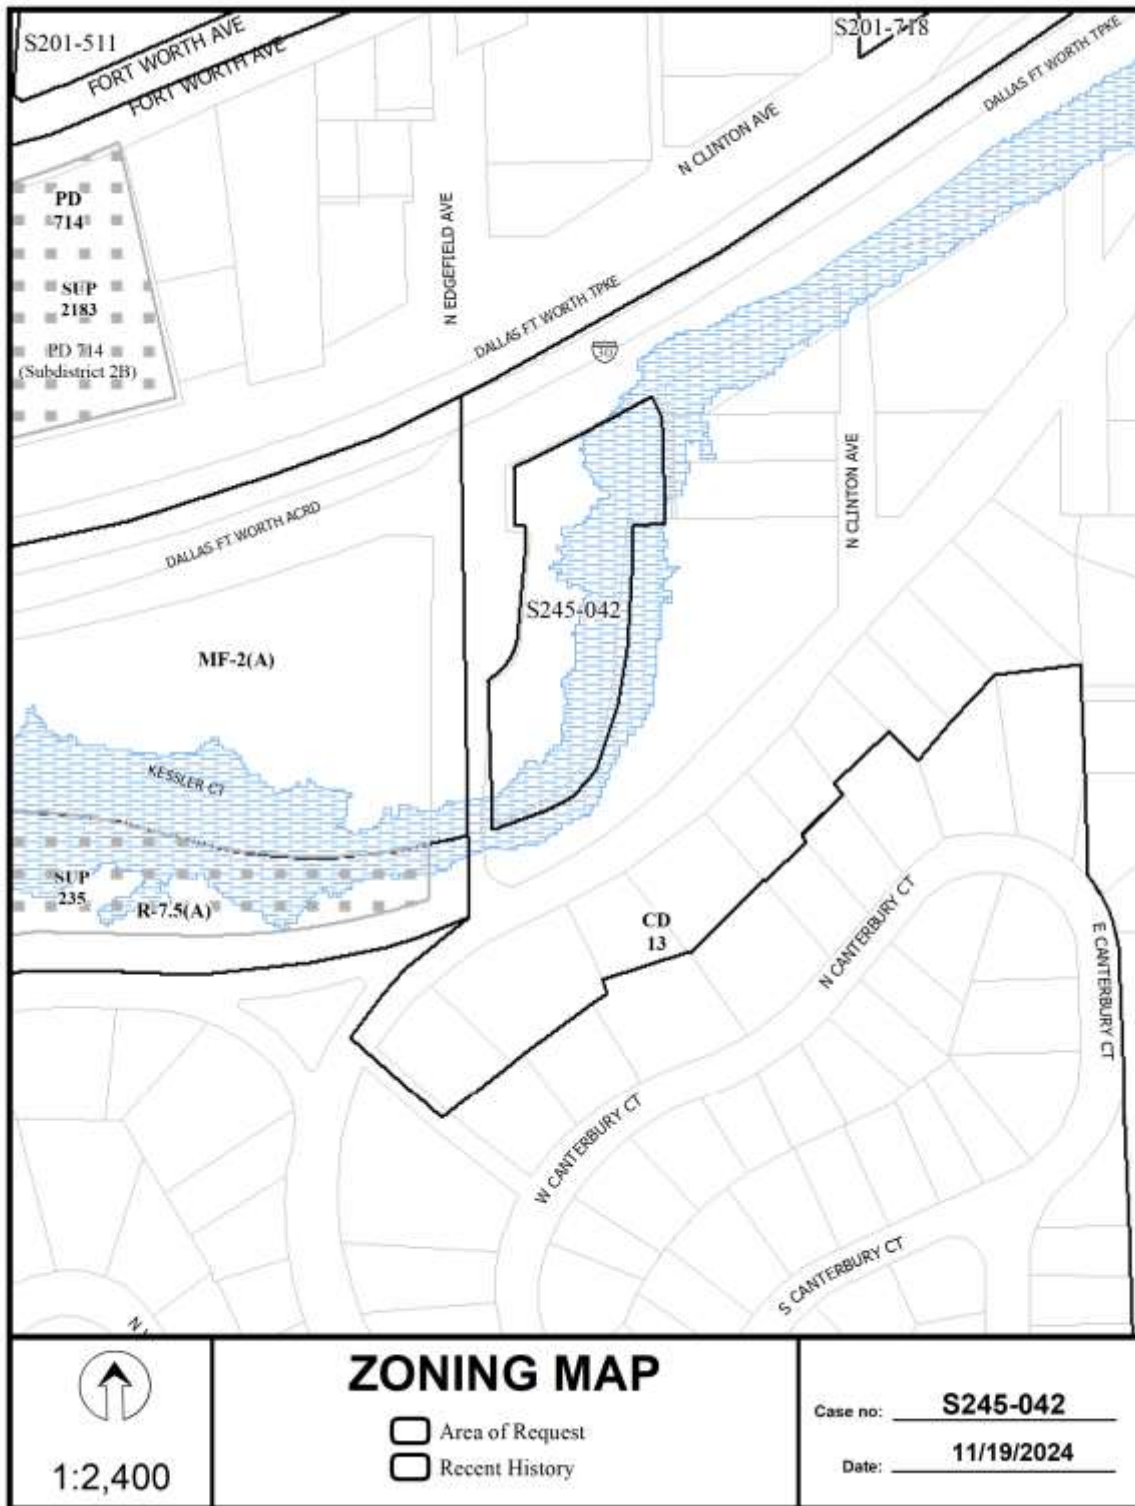 S201-511
FORT WORTH AVE
FORT WORTH AVE
S201-718
DALLAS FT WORTH TPKE
N CLINTON AVE
PD
714
SUP
2183
PD 714
(Subdistrict 2B)
N EDGEFIELD AVE
DALLAS FT WORTH TPKE
30
DALLAS FT WORTH ACRD
N CLINTON AVE
S245-042
MF-2(A)
KESSLER CT
SUP
235
R-7.5(A)
CD
13
N CANTERBURY CT
E CANTERBURY CT
W CANTERBURY CT
S CANTERBURY CT
N
1:2,400
ZONING MAP
Area of Request
Recent History
Case no: S245-042
Date: 11/19/2024